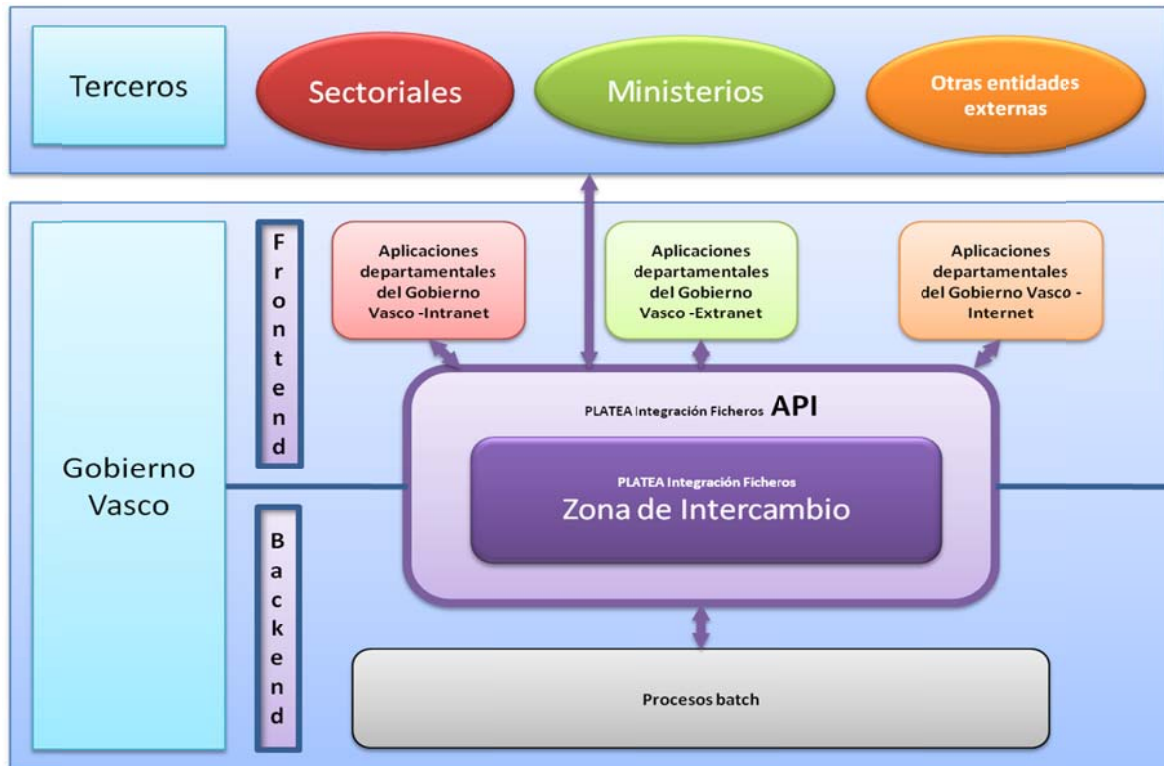 Terceros
Sectoriales
Ministerios
Otras entidades
externas
Gobierno
Vasco
Frontend
Aplicaciones
departamentales
del Gobierno
Vasco -Intranet
Aplicaciones
departamentales
del Gobierno
Vasco -Extranet
Aplicaciones
departamentales
del Gobierno Vasco -
Internet
PLATEA Integración Ficheros API
PLATEA Integración Ficheros
Zona de Intercambio
Backend
Procesos batch